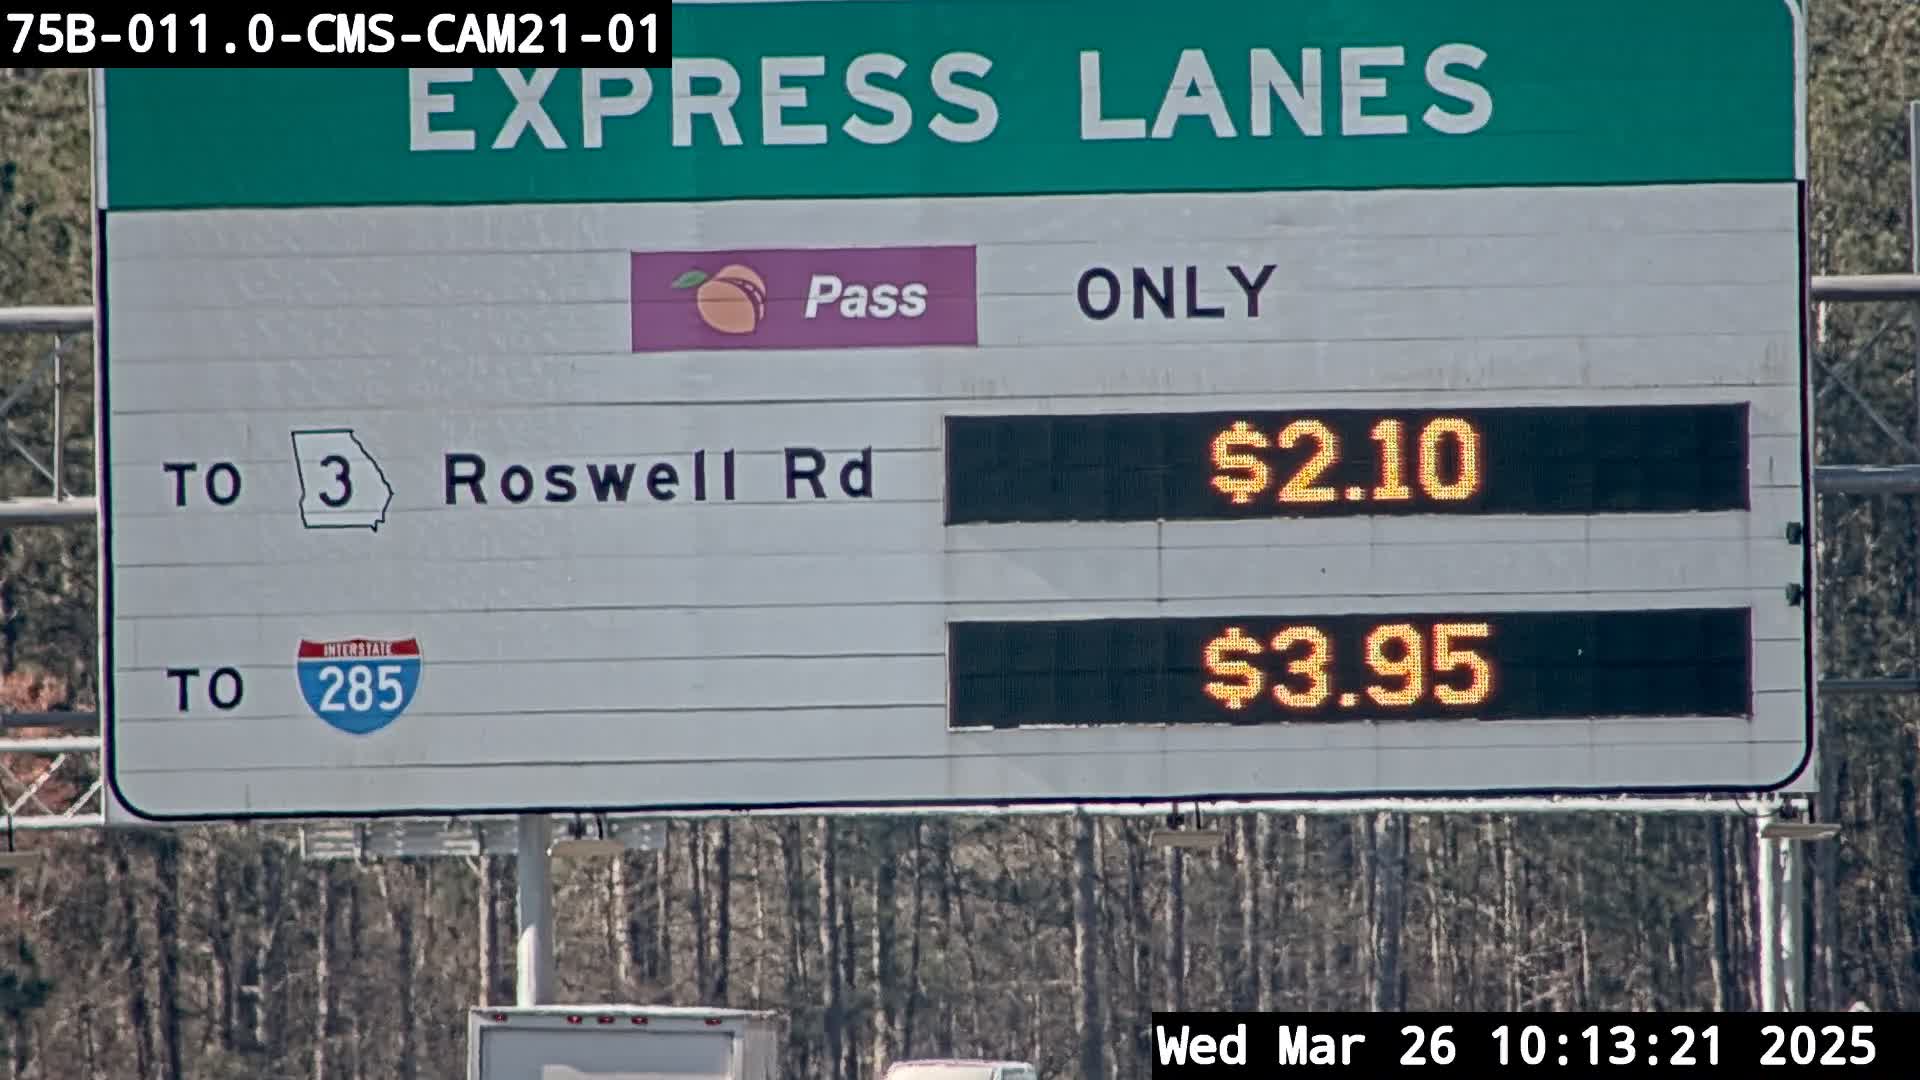 75B-011.0-CMS-CAM21-01
EXPRESS LANES
Pass ONLY
TO 3 Roswell Rd $2.10
TO INTERSTATE 285 $3.95
Wed Mar 26 10:13:21 2025